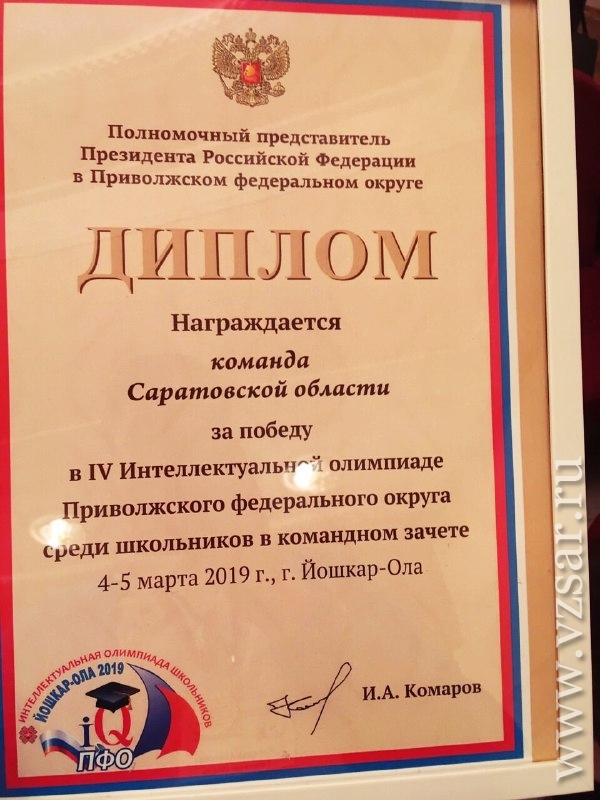 Полномочный представитель
Президента Российской Федерации
в Приволжском федеральном округе
ДИПЛОМ
Награждается
команда
Саратовской области
за победу
в IV Интеллектуальной олимпиаде
Приволжского федерального округа
среди школьников в командном зачете
4-5 марта 2019 г., г. Йошкар-Ола
ИНТЕЛЛЕКТУАЛЬНАЯ ОЛИМПИАДА ШКОЛЬНИКОВ
ЙОШКАР-ОЛА 2019
iQ
ПФО
И.А. Комаров
www.vzsar.ru